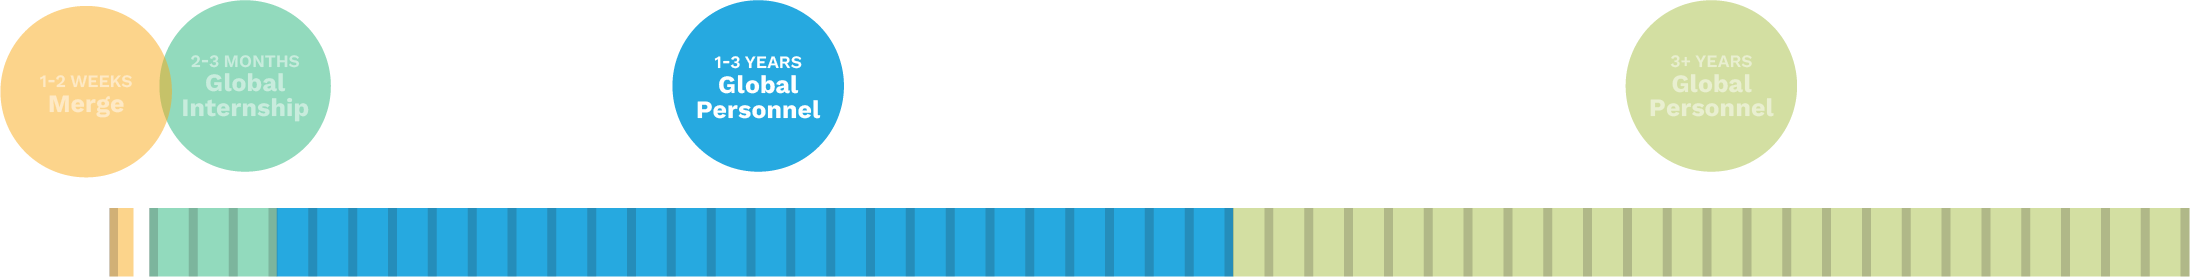 1-2 WEEKS
Merge
2-3 MONTHS
Global
Internship
1-3 YEARS
Global
Personnel
3+ YEARS
Global
Personnel